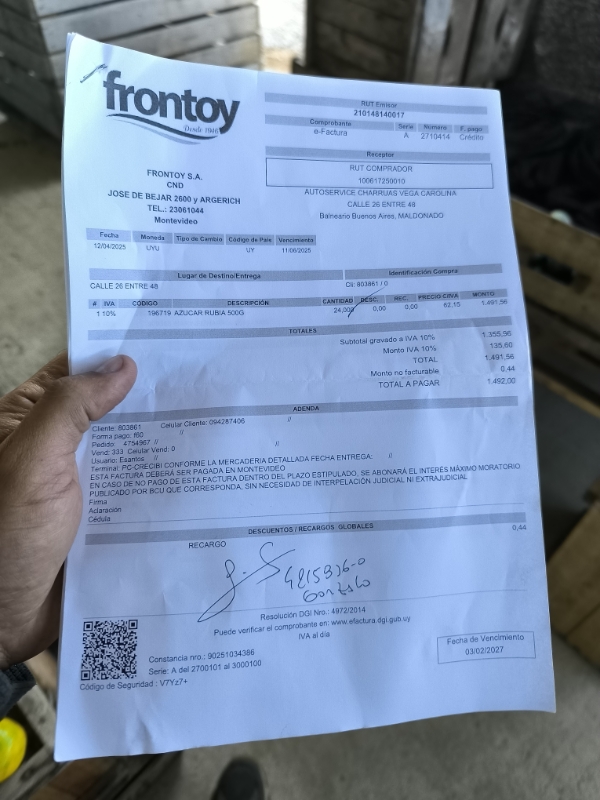 frontoy
Desde 1946
RUT Emisor
210148140017
Comprobante Serie Numero F. pago
e-Factura A 2710414 Crédito
Receptor
RUT COMPRADOR
100617250010
AUTOSERVICE CHARRUAS VEGA CAROLINA
CALLE 26 ENTRE 48
Balneario Buenos Aires, MALDONADO
FRONTOY S.A.
CND
JOSE DE BEJAR 2600 y ARGERICH
TEL.: 23061044
Montevideo
Fecha Moneda Tipo de Cambio Código de Pais Vencimiento
12/04/2025 UYU UY 11/06/2025
Lugar de Destino/Entrega Identificación Compra
CALLE 26 ENTRE 48 Cli: 803861 / 0
# IVA CÓDIGO DESCRIPCIÓN CANTIDAD DESC. REC. PRECIO C/IVA MONTO
1 10% 196719 AZUCAR RUBIA 500G 24,000 0,00 0,00 62,15 1.491,56
TOTALES
Subtotal gravado a IVA 10% 1.355,96
Monto IVA 10% 135,60
TOTAL 1.491,56
Monto no facturable 0,44
TOTAL A PAGAR 1.492,00
ADENDA
Cliente: 803861 Celular Cliente: 094287406 //
Forma pago: f60 //
Pedido: 4754967 // //
Vend: 333 Celular Vend: 0
Usuario: Esantos //
Terminal: PC-CRECIBI CONFORME LA MERCADERIA DETALLADA FECHA ENTREGA: //
ESTA FACTURA DEBERÁ SER PAGADA EN MONTEVIDEO
EN CASO DE NO PAGO DE ESTA FACTURA DENTRO DEL PLAZO ESTIPULADO, SE ABONARÁ EL INTERÉS MÁXIMO MORATORIO
PUBLICADO POR BCU QUE CORRESPONDA, SIN NECESIDAD DE INTERPELACIÓN JUDICIAL NI EXTRAJUDICIAL
Firma
Aclaración
Cédula
DESCUENTOS / RECARGOS GLOBALES
RECARGO 0,44
Gonzalo
Resolución DGI Nro.: 4972/2014
Puede verificar el comprobante en: www.efactura.dgi.gub.uy
IVA al día
Constancia nro.: 90251034386
Serie: A del 2700101 al 3000100
Código de Seguridad : V7Yz7+
Fecha de Vencimiento
03/02/2027